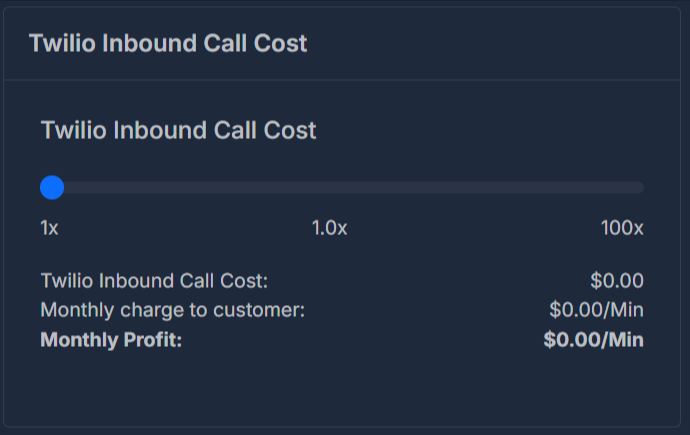 Twilio Inbound Call Cost
Twilio Inbound Call Cost
1x 1.0x 100x
Twilio Inbound Call Cost: $0.00
Monthly charge to customer: $0.00/Min
Monthly Profit: $0.00/Min